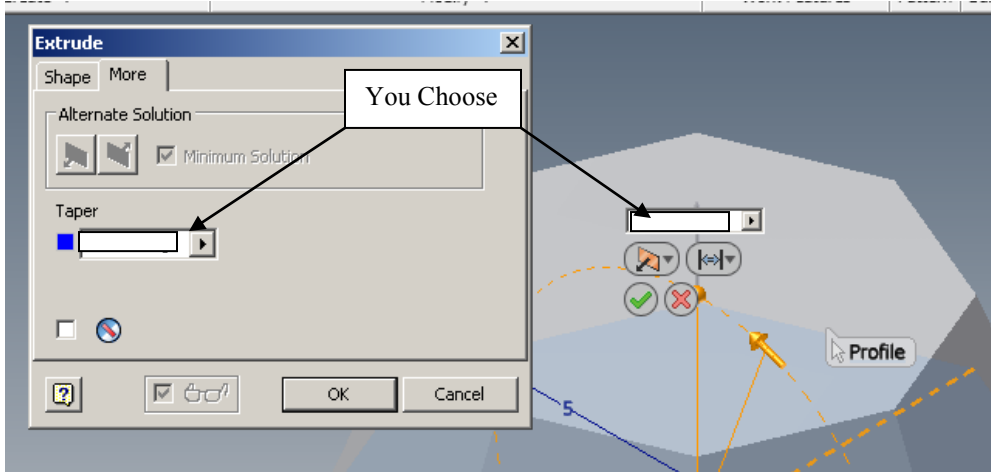 Extrude
Shape More
You Choose
Alternate Solution
Minimum Solution
Taper
OK
Cancel
Profile
5